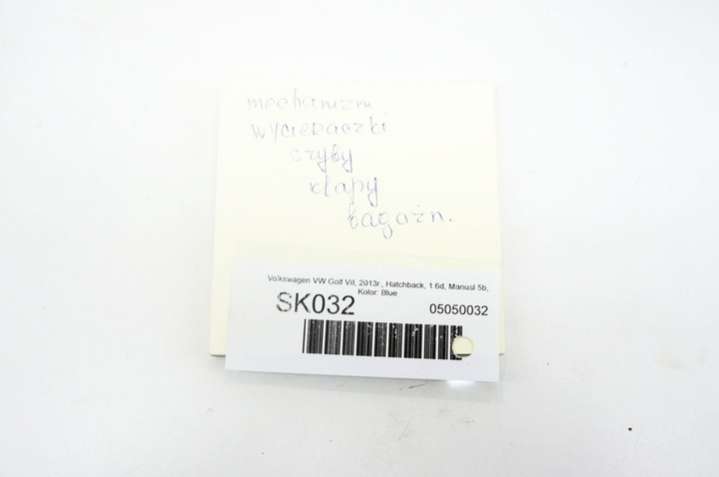 mechanizm
wycieraczki
szyby
klapy
bagażn.
Volkswagen VW Golf VII, 2013r., Hatchback, 1.6d, Manual 5b,
Kolor: Blue
SK032
05050032